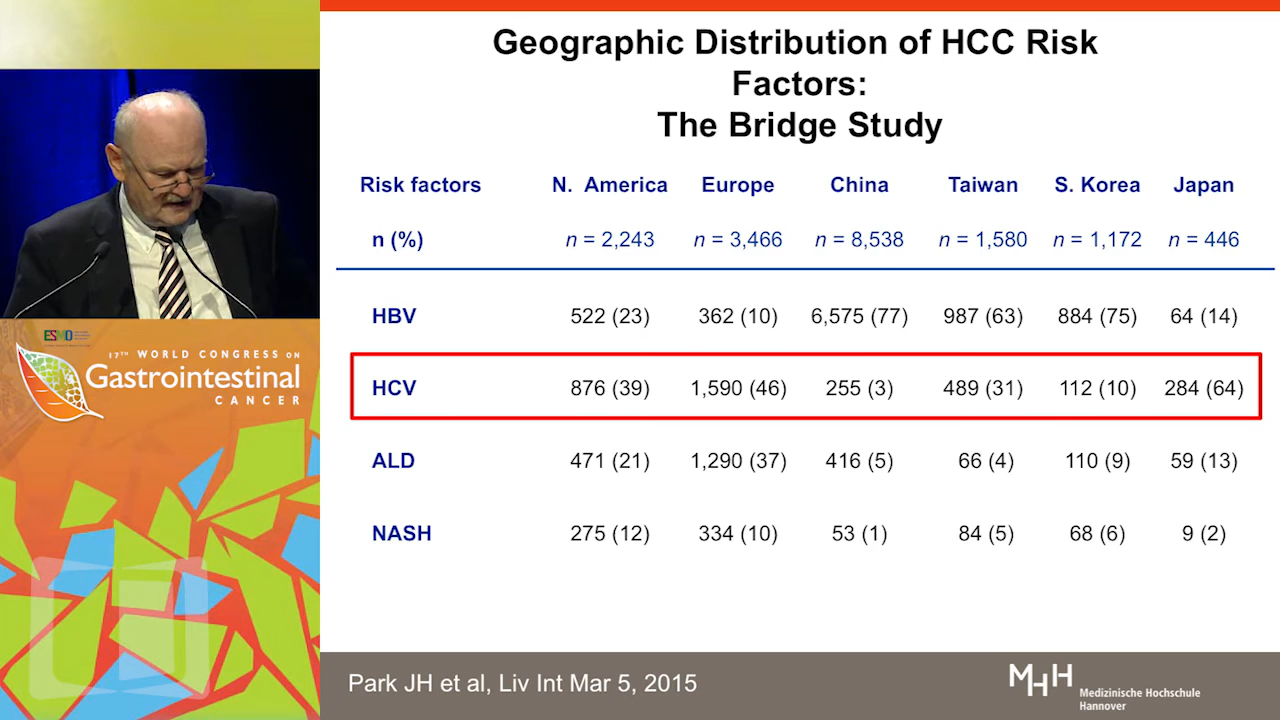 Geographic Distribution of HCC Risk
Factors:
The Bridge Study
Risk factors N. America Europe China Taiwan S. Korea Japan
n (%) n = 2,243 n = 3,466 n = 8,538 n = 1,580 n = 1,172 n = 446
HBV 522 (23) 362 (10) 6,575 (77) 987 (63) 884 (75) 64 (14)
HCV 876 (39) 1,590 (46) 255 (3) 489 (31) 112 (10) 284 (64)
ALD 471 (21) 1,290 (37) 416 (5) 66 (4) 110 (9) 59 (13)
NASH 275 (12) 334 (10) 53 (1) 84 (5) 68 (6) 9 (2)
Park JH et al, Liv Int Mar 5, 2015
MHH
Medizinische Hochschule
Hannover
ESMO
17TH WORLD CONGRESS ON
Gastrointestinal
CANCER